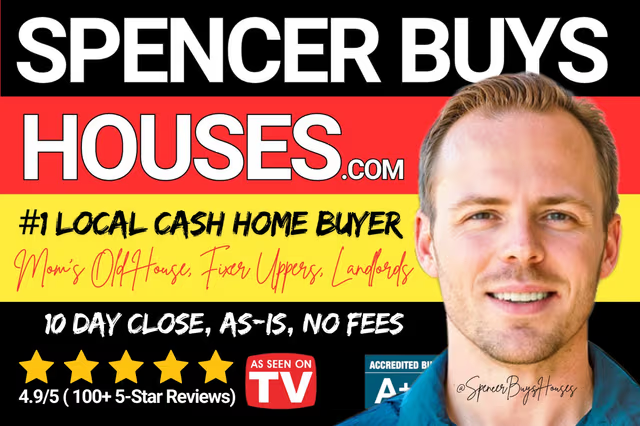 SPENCER BUYS
HOUSES.COM
#1 LOCAL CASH HOME BUYER
Mom's Old House, Fixer Uppers, Landlords
10 DAY CLOSE, AS-IS, NO FEES
4.9/5 ( 100+ 5-Star Reviews)
AS SEEN ON
TV
ACCREDITED BU
A+
@SpencerBuysHouses